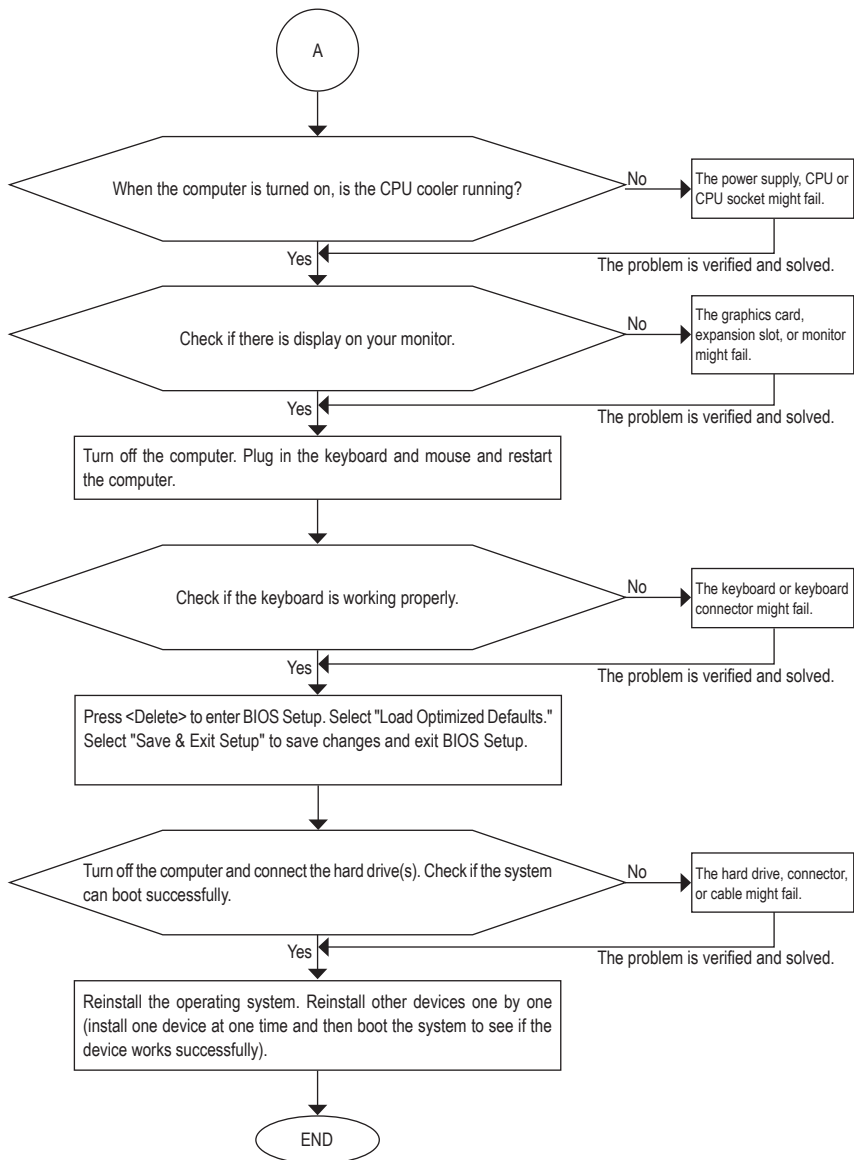 A
When the computer is turned on, is the CPU cooler running?
No
The power supply, CPU or
CPU socket might fail.
Yes
The problem is verified and solved.
Check if there is display on your monitor.
No
The graphics card,
expansion slot, or monitor
might fail.
Yes
The problem is verified and solved.
Turn off the computer. Plug in the keyboard and mouse and restart
the computer.
Check if the keyboard is working properly.
No
The keyboard or keyboard
connector might fail.
Yes
The problem is verified and solved.
Press <Delete> to enter BIOS Setup. Select "Load Optimized Defaults."
Select "Save & Exit Setup" to save changes and exit BIOS Setup.
Turn off the computer and connect the hard drive(s). Check if the system
can boot successfully.
No
The hard drive, connector,
or cable might fail.
Yes
The problem is verified and solved.
Reinstall the operating system. Reinstall other devices one by one
(install one device at one time and then boot the system to see if the
device works successfully).
END